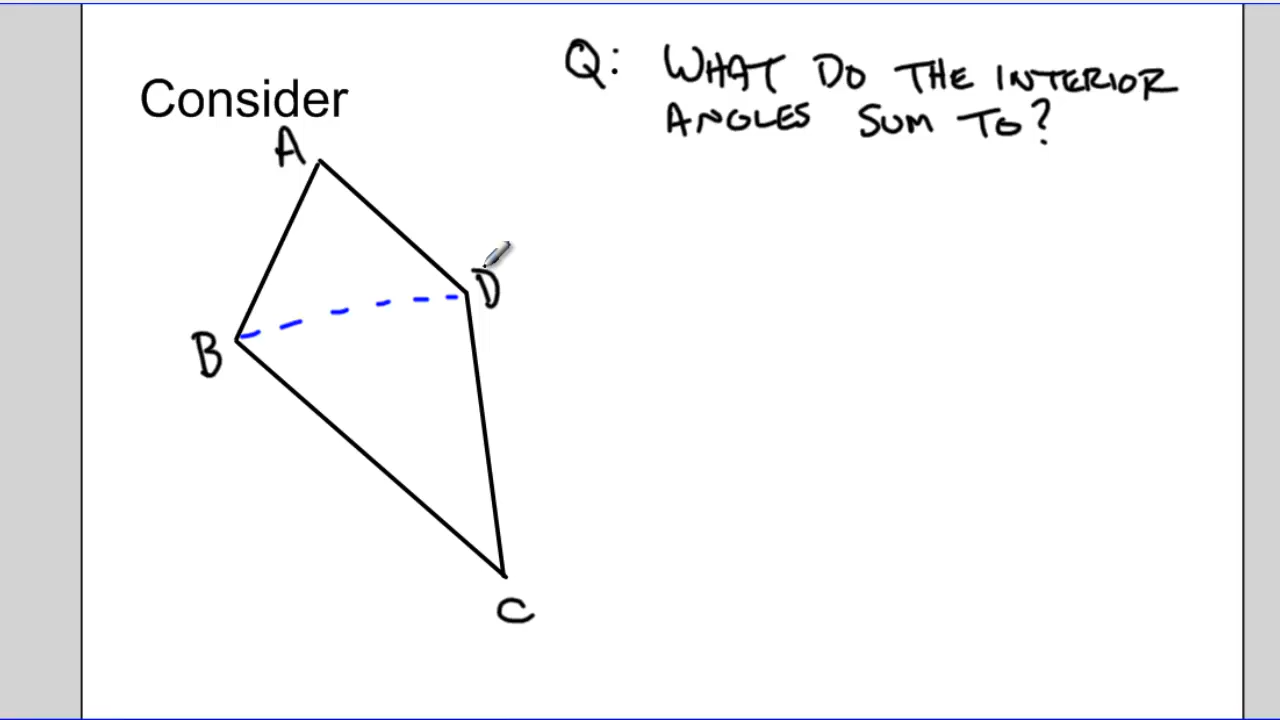 Consider
Q: WHAT DO THE INTERIOR
ANGLES SUM TO?
A
D
B
C